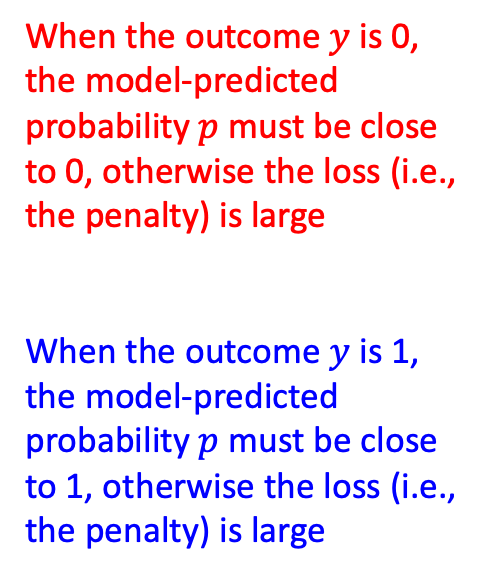 When the outcome y is 0,
the model-predicted
probability p must be close
to 0, otherwise the loss (i.e.,
the penalty) is large
When the outcome y is 1,
the model-predicted
probability p must be close
to 1, otherwise the loss (i.e.,
the penalty) is large